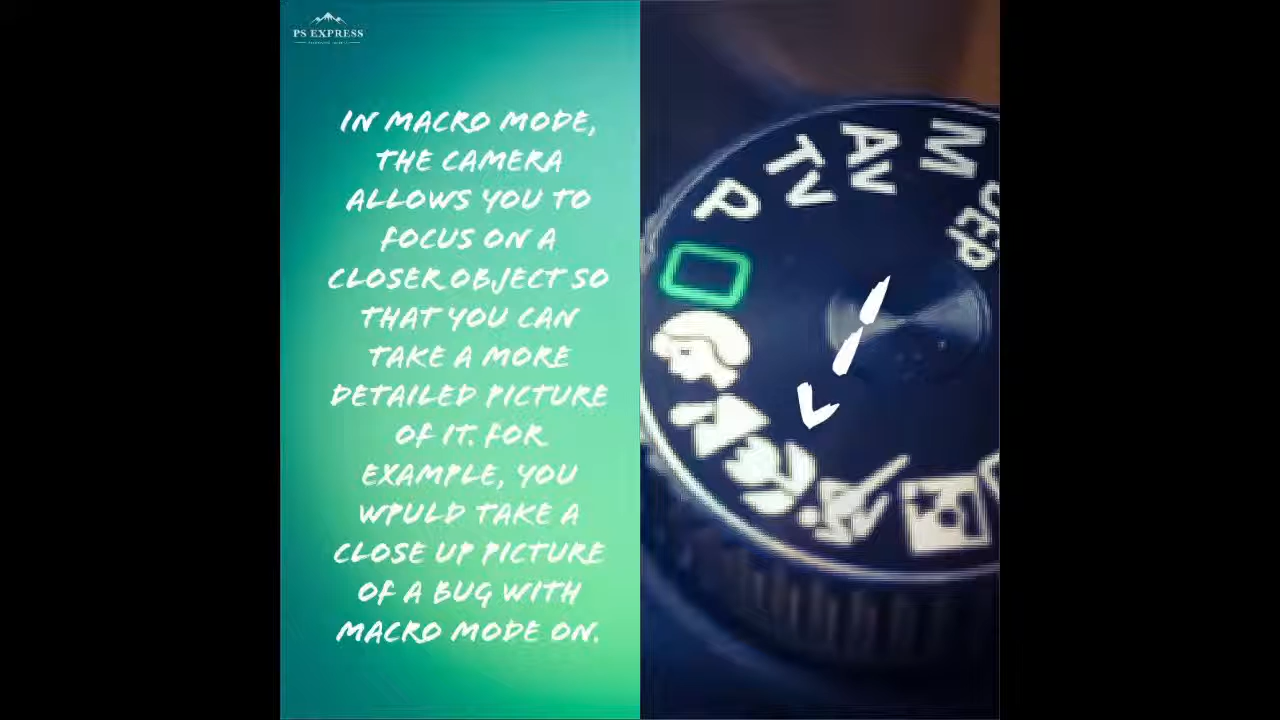 PS EXPRESS
IN MACRO MODE,
THE CAMERA
ALLOWS YOU TO
FOCUS ON A
CLOSER OBJECT SO
THAT YOU CAN
TAKE A MORE
DETAILED PICTURE
OF IT. FOR
EXAMPLE, YOU
WPULD TAKE A
CLOSE UP PICTURE
OF A BUG WITH
MACRO MODE ON.
P
TV
AV
M
DEP